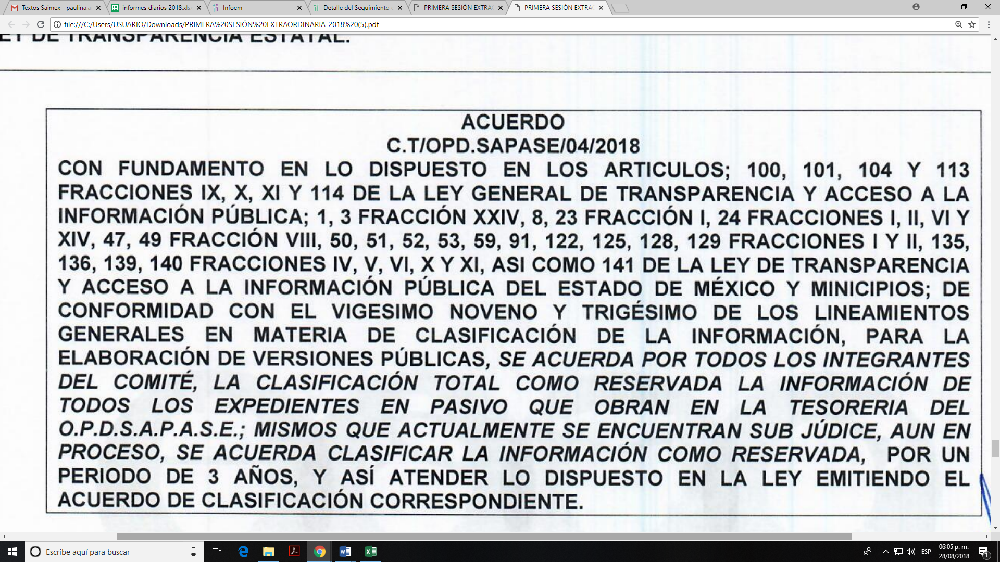 Textos Saimex - paulina.a
informes diarios 2018.xls
Infoem
Detalle del Seguimiento
PRIMERA SESIÓN EXTRA
PRIMERA SESIÓN EXTRA
file:///C:/Users/USUARIO/Downloads/PRIMERA%20SESIÓN%20EXTRAORDINARIA-2018%20(5).pdf
EY DE TRANSPARENCIA ESTATAL.
ACUERDO
C.T/OPD.SAPASE/04/2018
CON FUNDAMENTO EN LO DISPUESTO EN LOS ARTICULOS; 100, 101, 104 Y 113
FRACCIONES IX, X, XI Y 114 DE LA LEY GENERAL DE TRANSPARENCIA Y ACCESO A LA
INFORMACIÓN PÚBLICA; 1, 3 FRACCIÓN XXIV, 8, 23 FRACCIÓN I, 24 FRACCIONES I, II, VI Y
XIV, 47, 49 FRACCIÓN VIII, 50, 51, 52, 53, 59, 91, 122, 125, 128, 129 FRACCIONES I Y II, 135,
136, 139, 140 FRACCIONES IV, V, VI, X Y XI, ASI COMO 141 DE LA LEY DE TRANSPARENCIA
Y ACCESO A LA INFORMACIÓN PÚBLICA DEL ESTADO DE MÉXICO Y MINICIPIOS; DE
CONFORMIDAD CON EL VIGESIMO NOVENO Y TRIGÉSIMO DE LOS LINEAMIENTOS
GENERALES EN MATERIA DE CLASIFICACIÓN DE LA INFORMACIÓN, PARA LA
ELABORACIÓN DE VERSIONES PÚBLICAS, SE ACUERDA POR TODOS LOS INTEGRANTES
DEL COMITÉ, LA CLASIFICACIÓN TOTAL COMO RESERVADA LA INFORMACIÓN DE
TODOS LOS EXPEDIENTES EN PASIVO QUE OBRAN EN LA TESORERIA DEL
O.P.D.S.A.P.A.S.E.; MISMOS QUE ACTUALMENTE SE ENCUENTRAN SUB JÚDICE, AUN EN
PROCESO, SE ACUERDA CLASIFICAR LA INFORMACIÓN COMO RESERVADA, POR UN
PERIODO DE 3 AÑOS, Y ASÍ ATENDER LO DISPUESTO EN LA LEY EMITIENDO EL
ACUERDO DE CLASIFICACIÓN CORRESPONDIENTE.
Escribe aquí para buscar
ESP
06:05 p. m.
28/08/2018
1